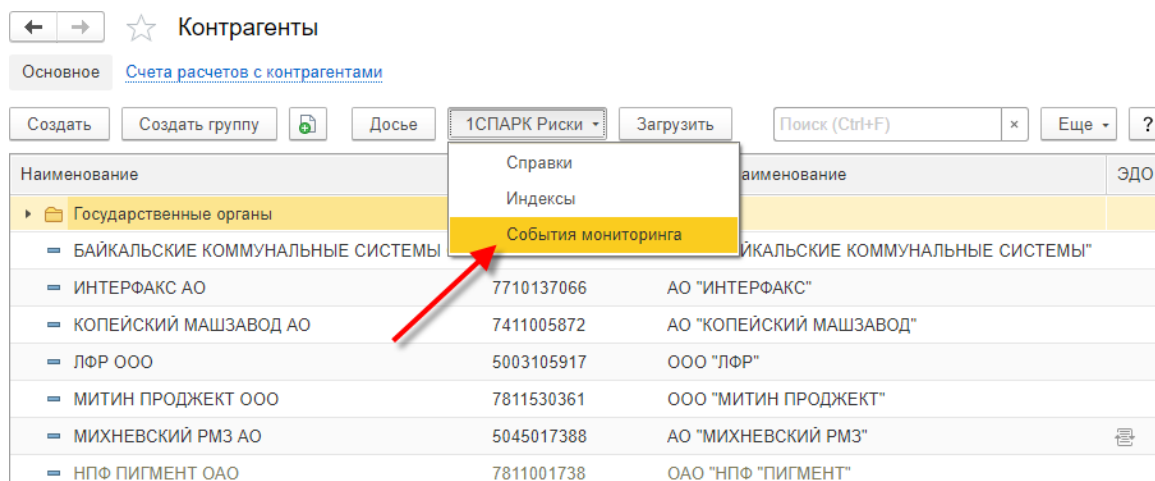 Контрагенты
Основное Счета расчетов с контрагентами
Создать Создать группу Досье 1СПАРК Риски Загрузить Поиск (Ctrl+F) × Еще ?
Наименование аименование ЭДО
Справки
Индексы
События мониторинга
Государственные органы
БАЙКАЛЬСКИЕ КОММУНАЛЬНЫЕ СИСТЕМЫ ЙКАЛЬСКИЕ КОММУНАЛЬНЫЕ СИСТЕМЫ"
ИНТЕРФАКС АО 7710137066 АО "ИНТЕРФАКС"
КОПЕЙСКИЙ МАШЗАВОД АО 7411005872 АО "КОПЕЙСКИЙ МАШЗАВОД"
ЛФР ООО 5003105917 ООО "ЛФР"
МИТИН ПРОДЖЕКТ ООО 7811530361 ООО "МИТИН ПРОДЖЕКТ"
МИХНЕВСКИЙ РМЗ АО 5045017388 АО "МИХНЕВСКИЙ РМЗ"
НПФ ПИГМЕНТ ОАО 7811001738 ОАО "НПФ "ПИГМЕНТ"